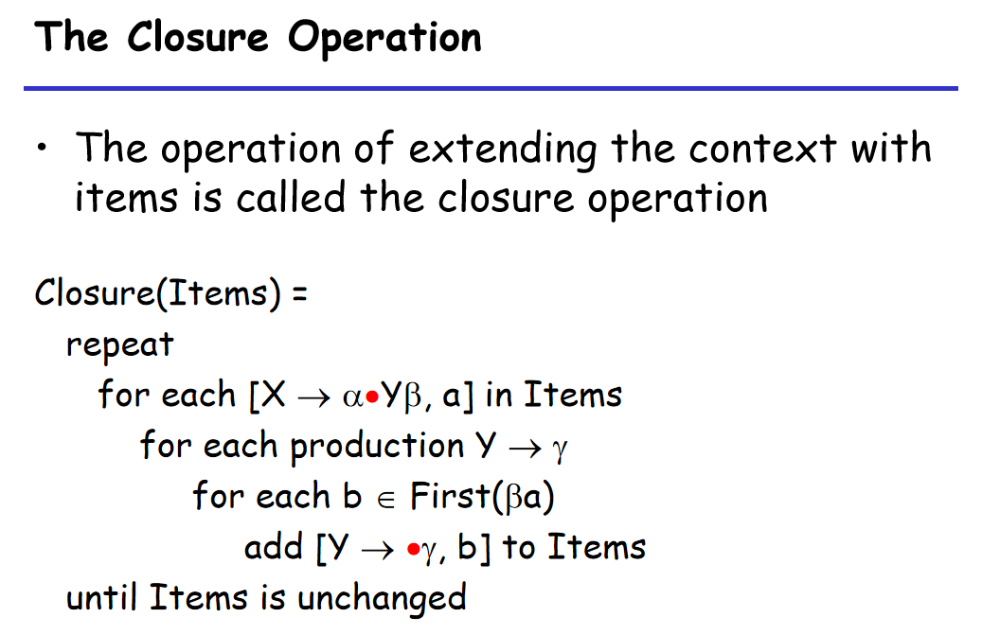 The Closure Operation
• The operation of extending the context with
items is called the closure operation
Closure(Items) =
repeat
for each [X → α•Yβ, a] in Items
for each production Y → γ
for each b ∈ First(βa)
add [Y → •γ, b] to Items
until Items is unchanged